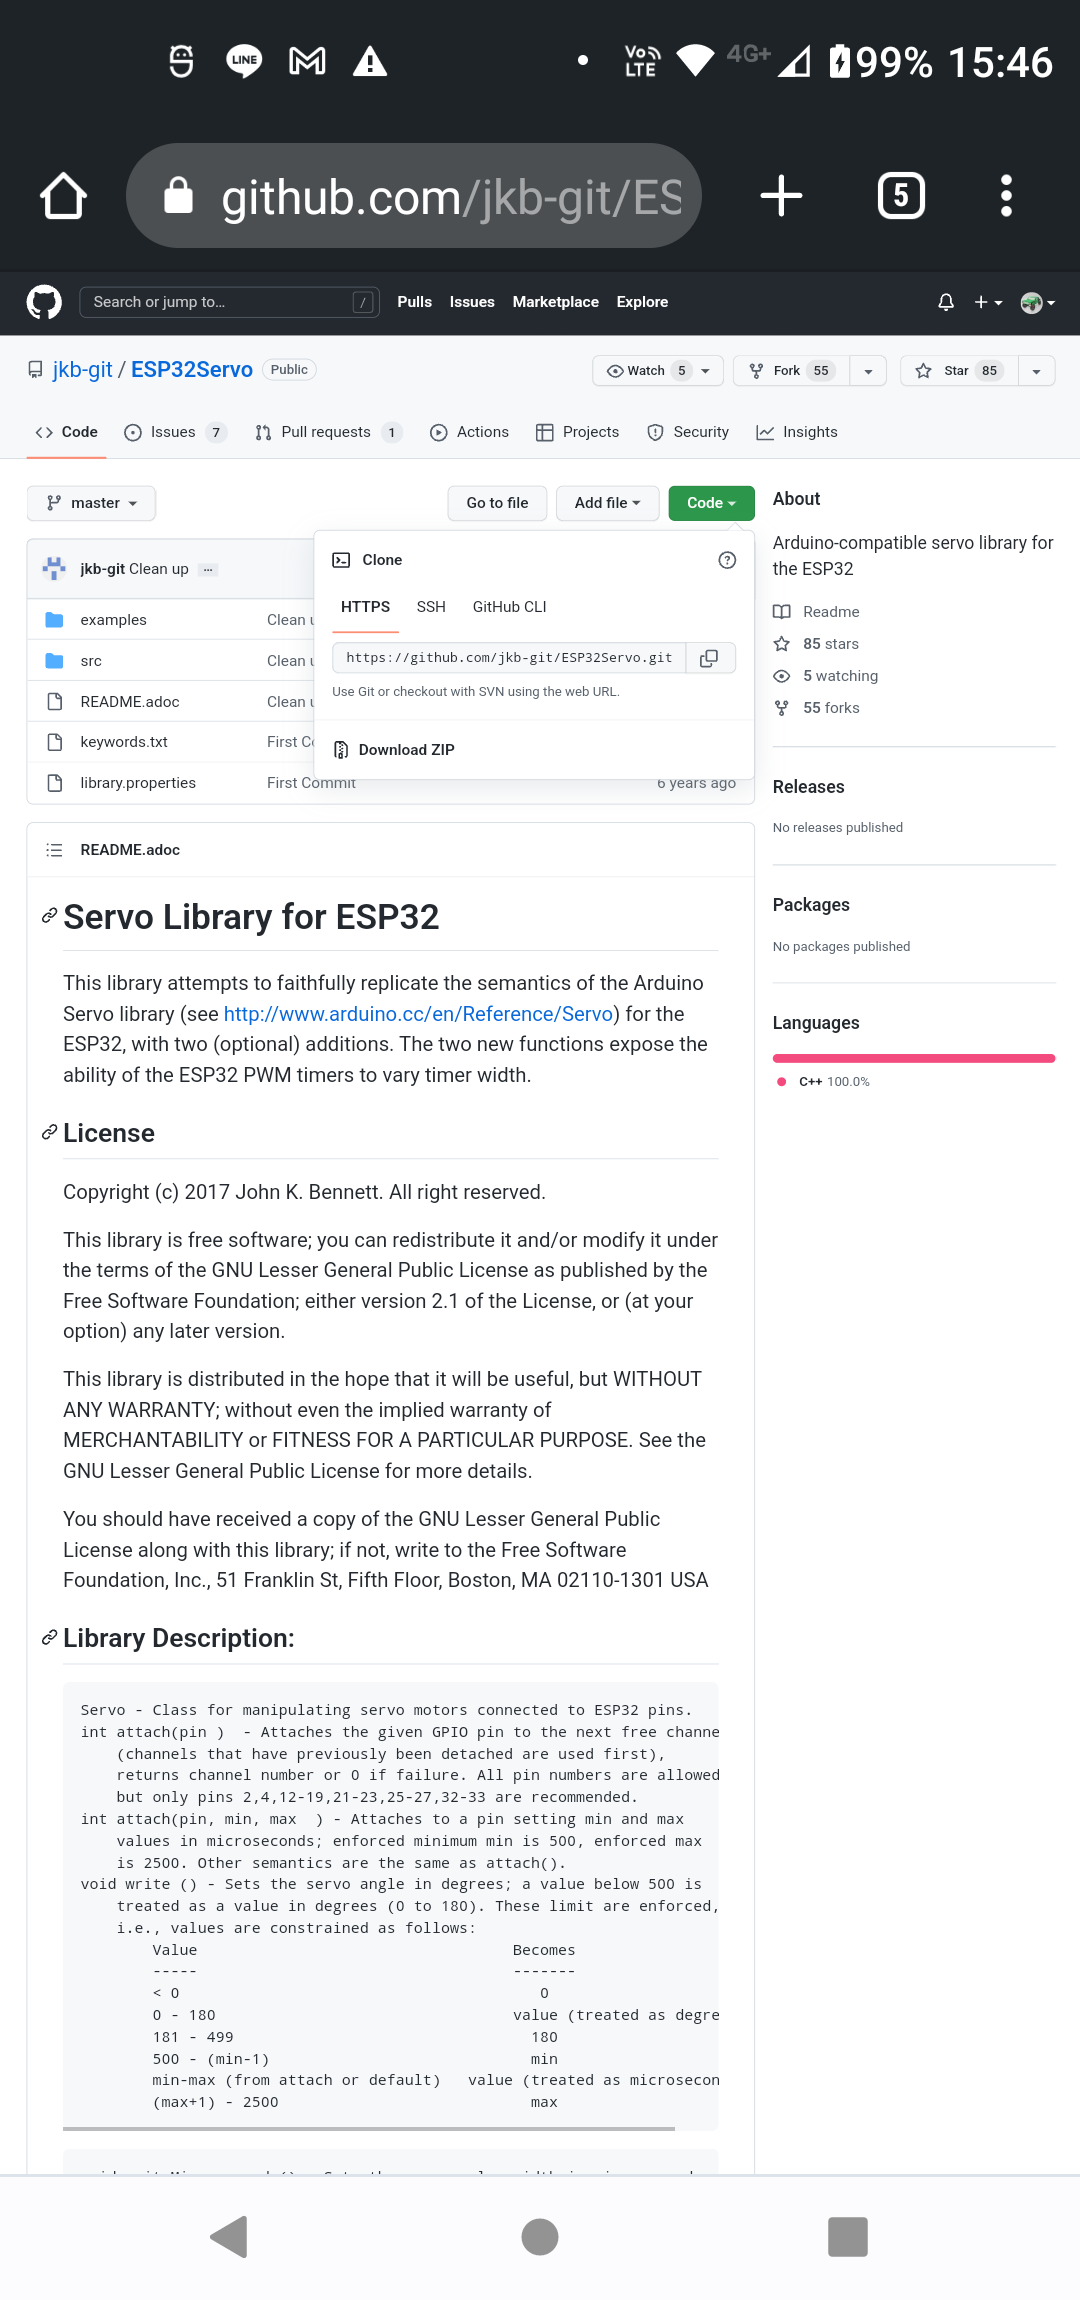 LINE
Vo LTE 4G+ 99% 15:46
github.com/jkb-git/ES
5
Search or jump to... /
Pulls Issues Marketplace Explore
jkb-git / ESP32Servo Public
Watch 5 Fork 55 Star 85
Code Issues 7 Pull requests 1 Actions Projects Security Insights
master Go to file Add file Code
jkb-git Clean up ...
examples Clean
src Clean
README.adoc Clean
keywords.txt First
library.properties First Commit 6 years ago
Clone
HTTPS SSH GitHub CLI
https://github.com/jkb-git/ESP32Servo.git
Use Git or checkout with SVN using the web URL.
Download ZIP
About
Arduino-compatible servo library for
the ESP32
Readme
85 stars
5 watching
55 forks
Releases
No releases published
Packages
No packages published
Languages
C++ 100.0%
README.adoc
Servo Library for ESP32
This library attempts to faithfully replicate the semantics of the Arduino
Servo library (see http://www.arduino.cc/en/Reference/Servo) for the
ESP32, with two (optional) additions. The two new functions expose the
ability of the ESP32 PWM timers to vary timer width.
License
Copyright (c) 2017 John K. Bennett. All right reserved.
This library is free software; you can redistribute it and/or modify it under
the terms of the GNU Lesser General Public License as published by the
Free Software Foundation; either version 2.1 of the License, or (at your
option) any later version.
This library is distributed in the hope that it will be useful, but WITHOUT
ANY WARRANTY; without even the implied warranty of
MERCHANTABILITY or FITNESS FOR A PARTICULAR PURPOSE. See the
GNU Lesser General Public License for more details.
You should have received a copy of the GNU Lesser General Public
License along with this library; if not, write to the Free Software
Foundation, Inc., 51 Franklin St, Fifth Floor, Boston, MA 02110-1301 USA
Library Description:
Servo - Class for manipulating servo motors connected to ESP32 pins.
int attach(pin )  - Attaches the given GPIO pin to the next free channe
(channels that have previously been detached are used first),
returns channel number or 0 if failure. All pin numbers are allowed
but only pins 2,4,12-19,21-23,25-27,32-33 are recommended.
int attach(pin, min, max  ) - Attaches to a pin setting min and max
values in microseconds; enforced minimum min is 500, enforced max
is 2500. Other semantics are the same as attach().
void write () - Sets the servo angle in degrees; a value below 500 is
treated as a value in degrees (0 to 180). These limit are enforced,
i.e., values are constrained as follows:
Value Becomes
----- -------
< 0 0
0 - 180 value (treated as degre
181 - 499 180
500 - (min-1) min
min-max (from attach or default) value (treated as microsecon
(max+1) - 2500 max